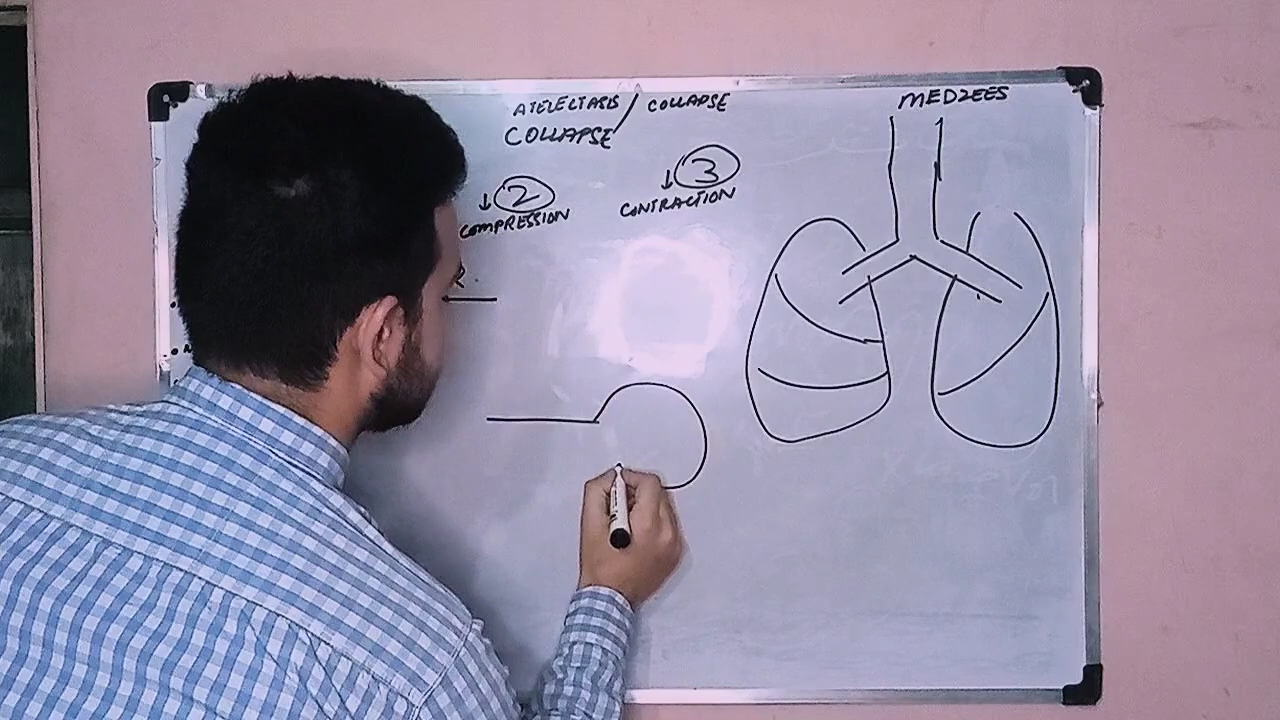 ATELECTASIS / COLLAPSE
COLLAPSE
MEDZEES
↓ 2
COMPRESSION
↓ 3
CONTRACTION
R.